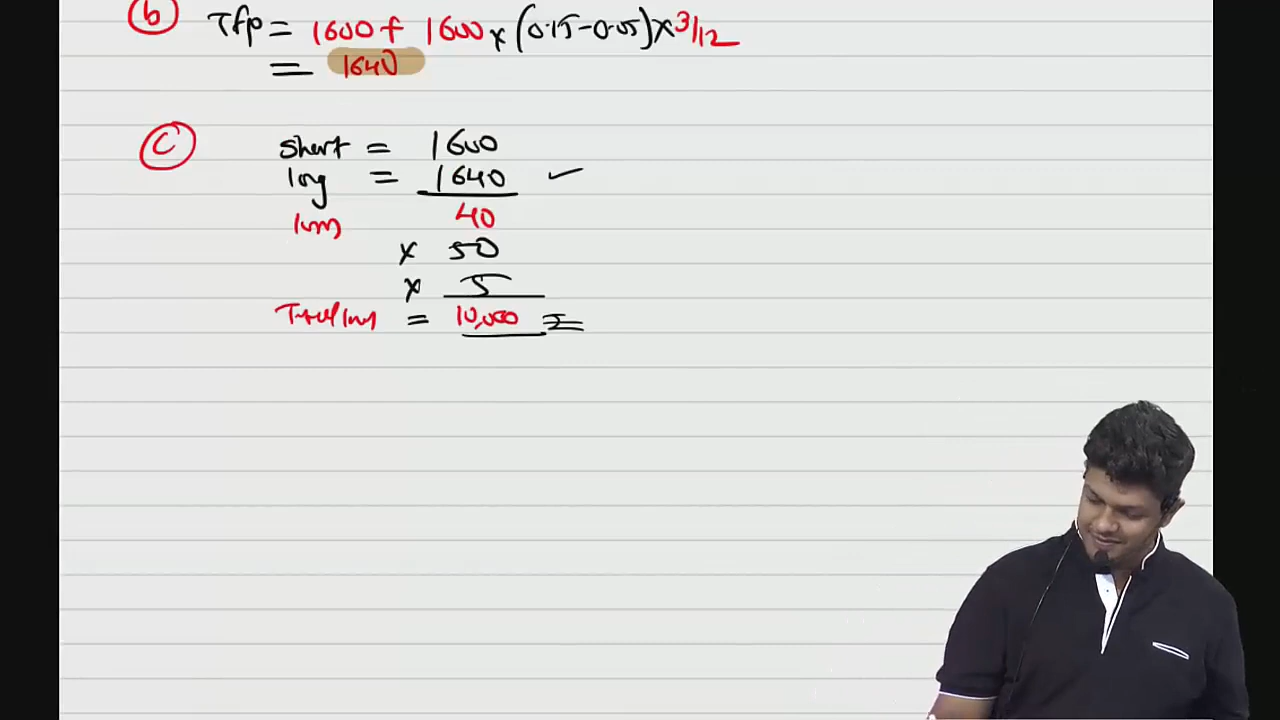 b Tfp = 1600 + 1600 x (0.15-0.05) x 3/12
= 1640
C short = 1600
long = 1640 ✓
loss 40
x 50
x 5
Total loss = 10,000